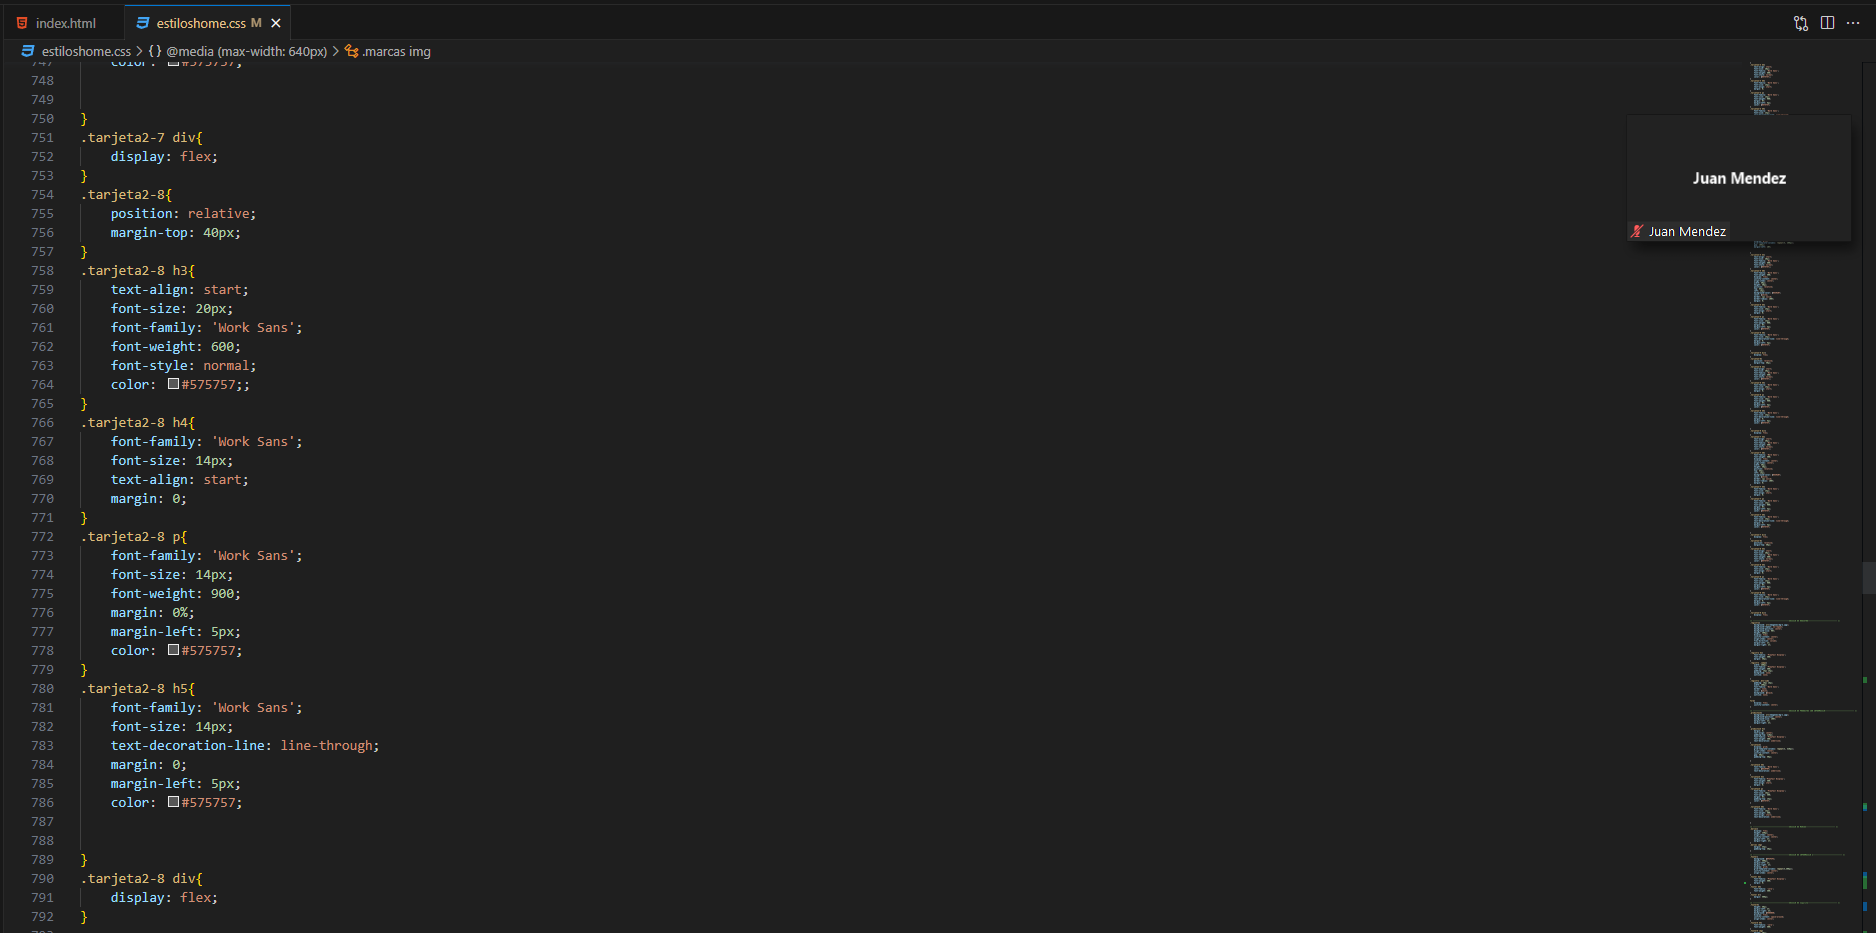 index.html
estiloshome.css M
estiloshome.css > {} @media (max-width: 640px) > .marcas img
747 color: #575757;
748
749
750 }
751 .tarjeta2-7 div{
752 display: flex;
753 }
754 .tarjeta2-8{
755 position: relative;
756 margin-top: 40px;
757 }
758 .tarjeta2-8 h3{
759 text-align: start;
760 font-size: 20px;
761 font-family: 'Work Sans';
762 font-weight: 600;
763 font-style: normal;
764 color: #575757;;
765 }
766 .tarjeta2-8 h4{
767 font-family: 'Work Sans';
768 font-size: 14px;
769 text-align: start;
770 margin: 0;
771 }
772 .tarjeta2-8 p{
773 font-family: 'Work Sans';
774 font-size: 14px;
775 font-weight: 900;
776 margin: 0%;
777 margin-left: 5px;
778 color: #575757;
779 }
780 .tarjeta2-8 h5{
781 font-family: 'Work Sans';
782 font-size: 14px;
783 text-decoration-line: line-through;
784 margin: 0;
785 margin-left: 5px;
786 color: #575757;
787
788
789 }
790 .tarjeta2-8 div{
791 display: flex;
792 }
Juan Mendez
Juan Mendez